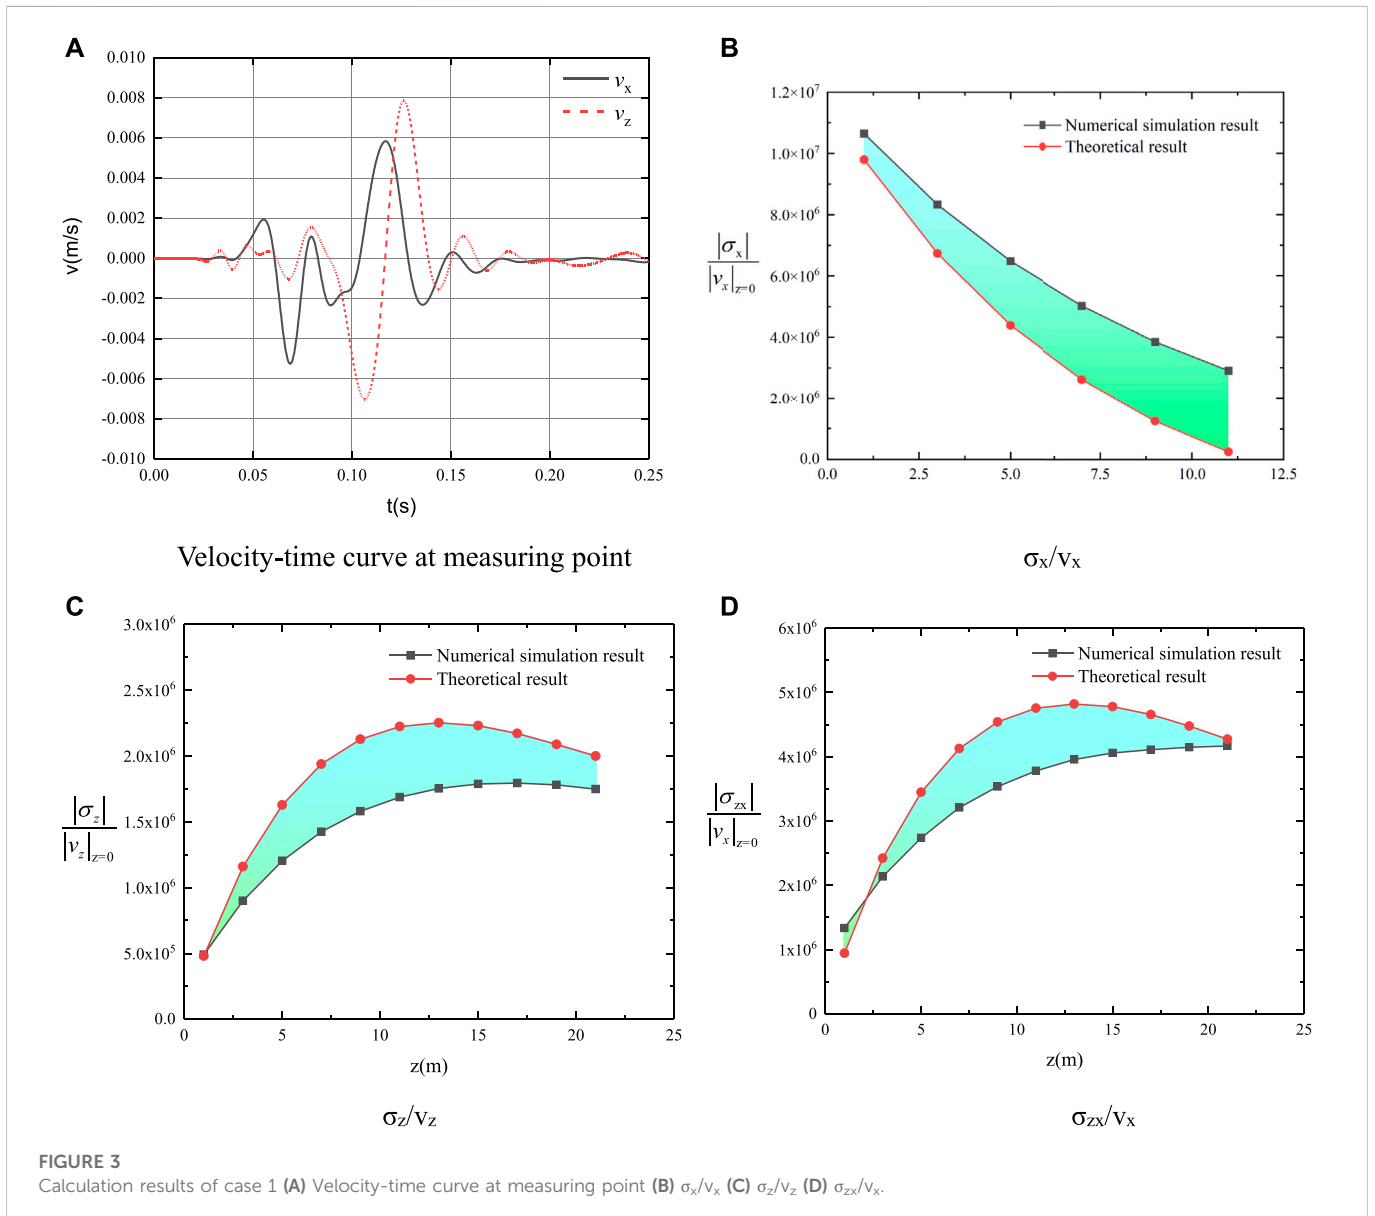 A
0.010
0.008
0.006
0.004
0.002
0.000
-0.002
-0.004
-0.006
-0.008
-0.010
v(m/s)
vx
vz
0.00 0.05 0.10 0.15 0.20 0.25
t(s)
Velocity-time curve at measuring point
B
1.2×10⁷
1.0×10⁷
8.0×10⁶
6.0×10⁶
4.0×10⁶
2.0×10⁶
0.0
|σx|
|vx|z=0
Numerical simulation result
Theoretical result
0.0 2.5 5.0 7.5 10.0 12.5
σx/vx
C
3.0x10⁶
2.5x10⁶
2.0x10⁶
1.5x10⁶
1.0x10⁶
5.0x10⁵
0.0
|σz|
|vz|z=0
Numerical simulation result
Theoretical result
0 5 10 15 20 25
z(m)
σz/vz
D
6x10⁶
5x10⁶
4x10⁶
3x10⁶
2x10⁶
1x10⁶
0
|σzx|
|vx|z=0
Numerical simulation result
Theoretical result
0 5 10 15 20 25
z(m)
σzx/vx
FIGURE 3
Calculation results of case 1 (A) Velocity-time curve at measuring point (B) σx/vx (C) σz/vz (D) σzx/vx.